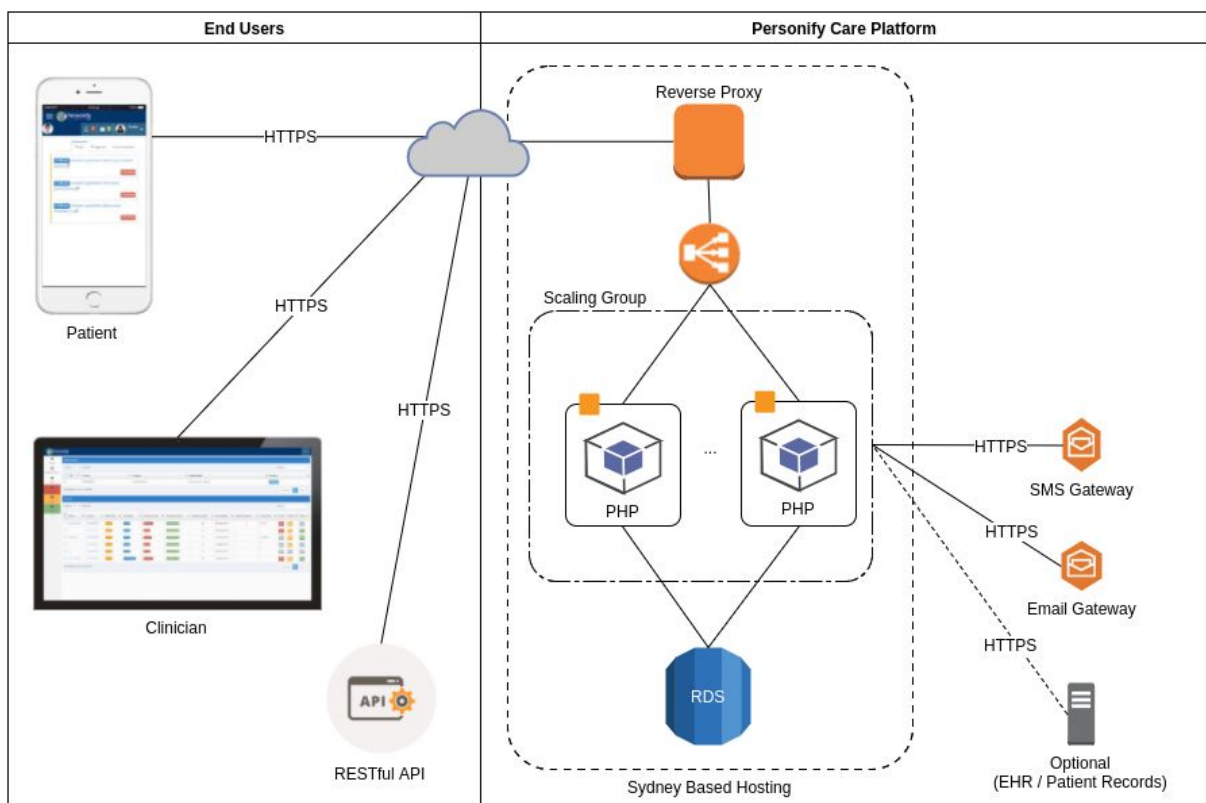 End Users
Personify Care Platform
Reverse Proxy
HTTPS
Scaling Group
HTTPS
Patient
HTTPS
HTTPS
SMS Gateway
PHP
...
PHP
HTTPS
Email Gateway
Clinician
HTTPS
API
RDS
RESTful API
Optional
(EHR / Patient Records)
Sydney Based Hosting